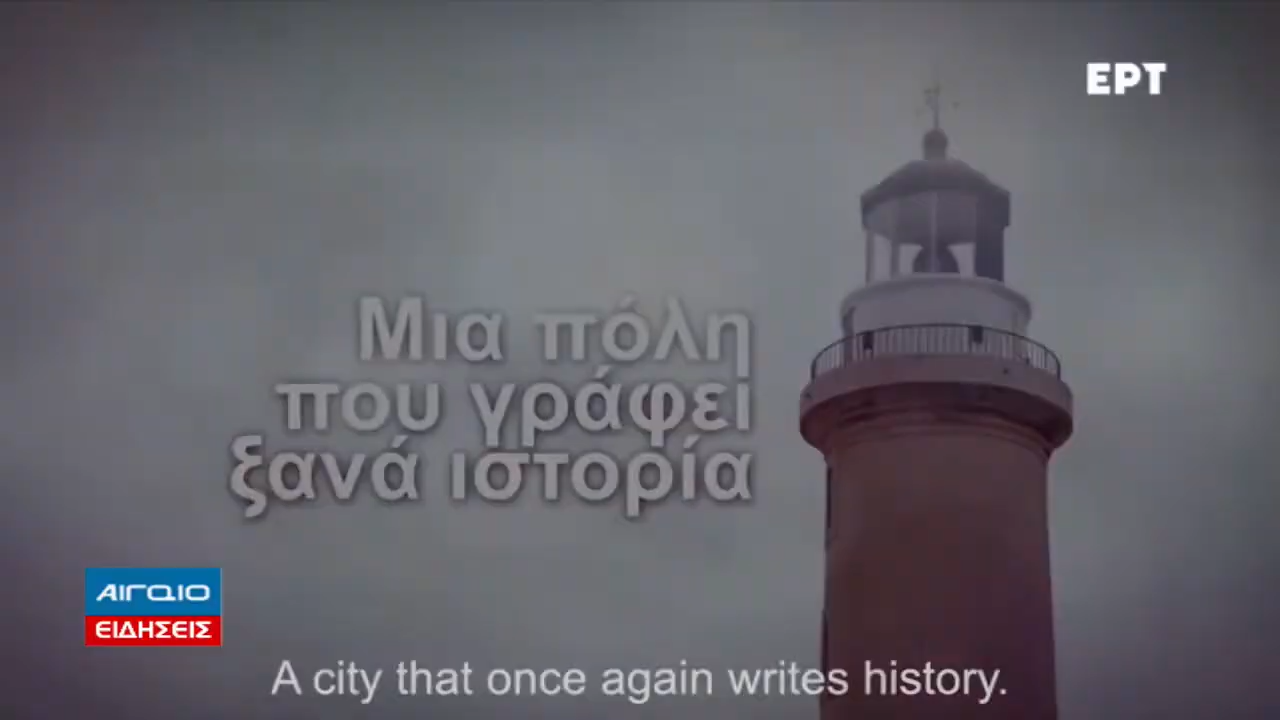 ΕΡΤ
Μια πόλη
που γράφει
ξανά ιστορία
ΑΙΓΑΙΟ
ΕΙΔΗΣΕΙΣ
A city that once again writes history.